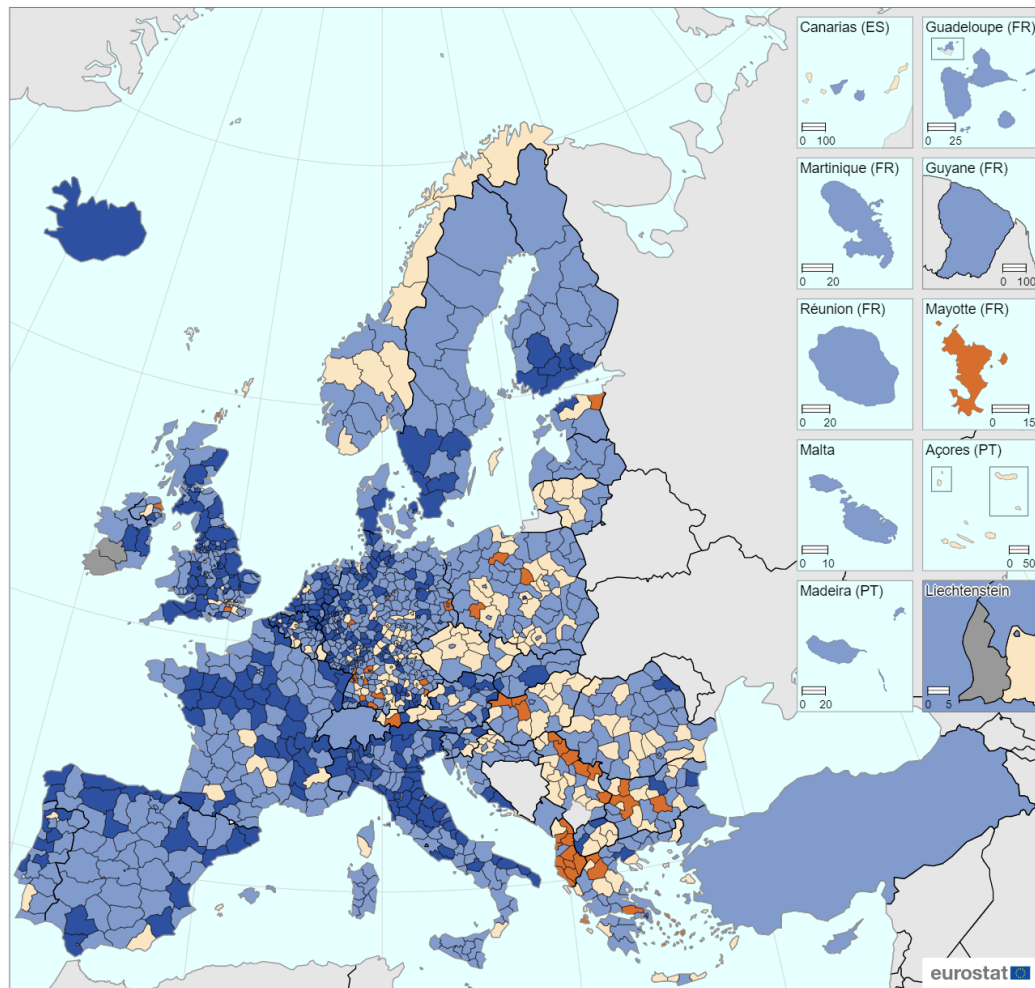 Canarias (ES)
0 100
Guadeloupe (FR)
0 25
Martinique (FR)
0 20
Guyane (FR)
0 100
Réunion (FR)
0 20
Mayotte (FR)
0 15
Malta
0 10
Açores (PT)
0 50
Madeira (PT)
0 20
Liechtenstein
0 5
eurostat